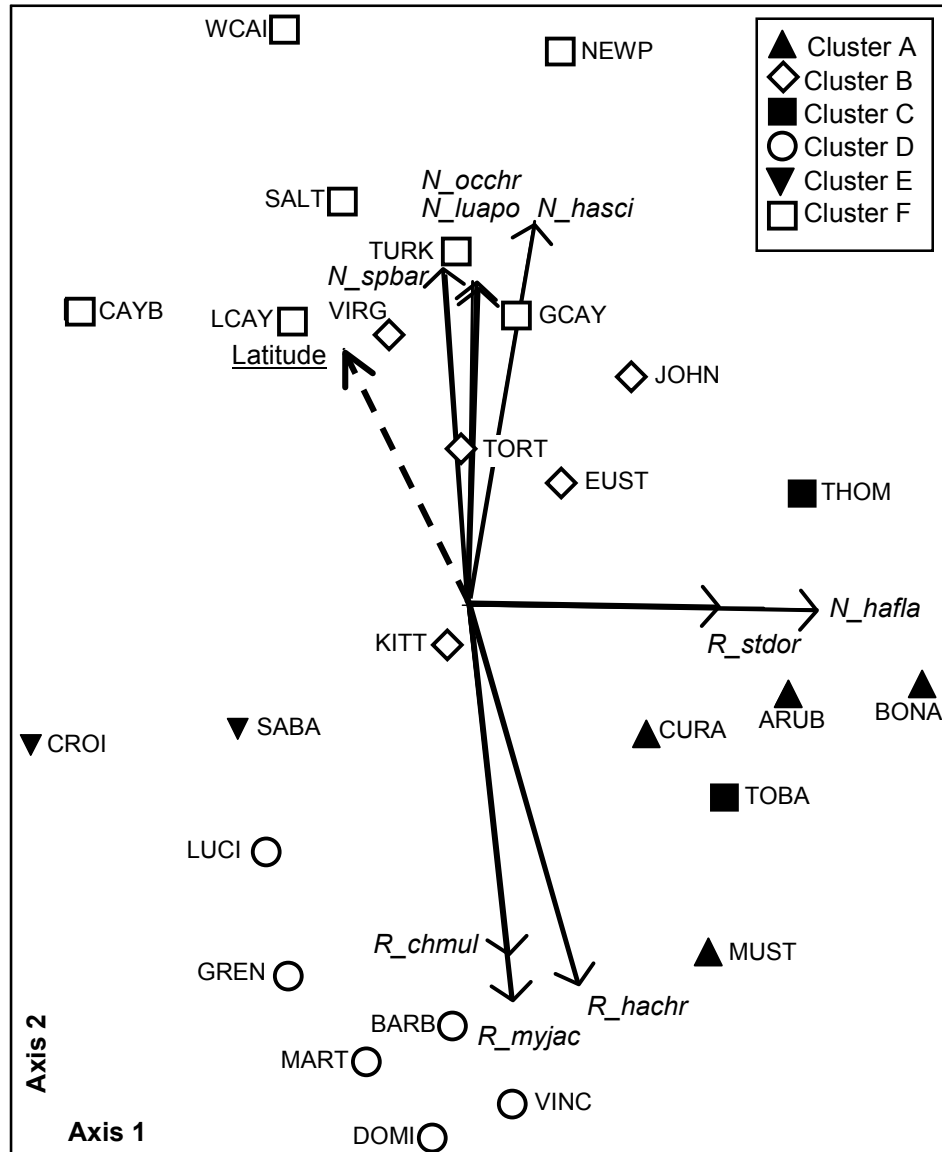 WCAI
NEWP
Cluster A
Cluster B
Cluster C
Cluster D
Cluster E
Cluster F
SALT
N_occhr
N_luapo N_hasci
TURK
N_spbar
CAYB
LCAY
VIRG
GCAY
Latitude
JOHN
TORT
EUST
THOM
N_hafla
R_stdor
KITT
CROI
SABA
CURA
ARUB
BONA
TOBA
LUCI
R_chmul
MUST
GREN
R_hachr
BARB
R_myjac
MART
VINC
DOMI
Axis 2
Axis 1